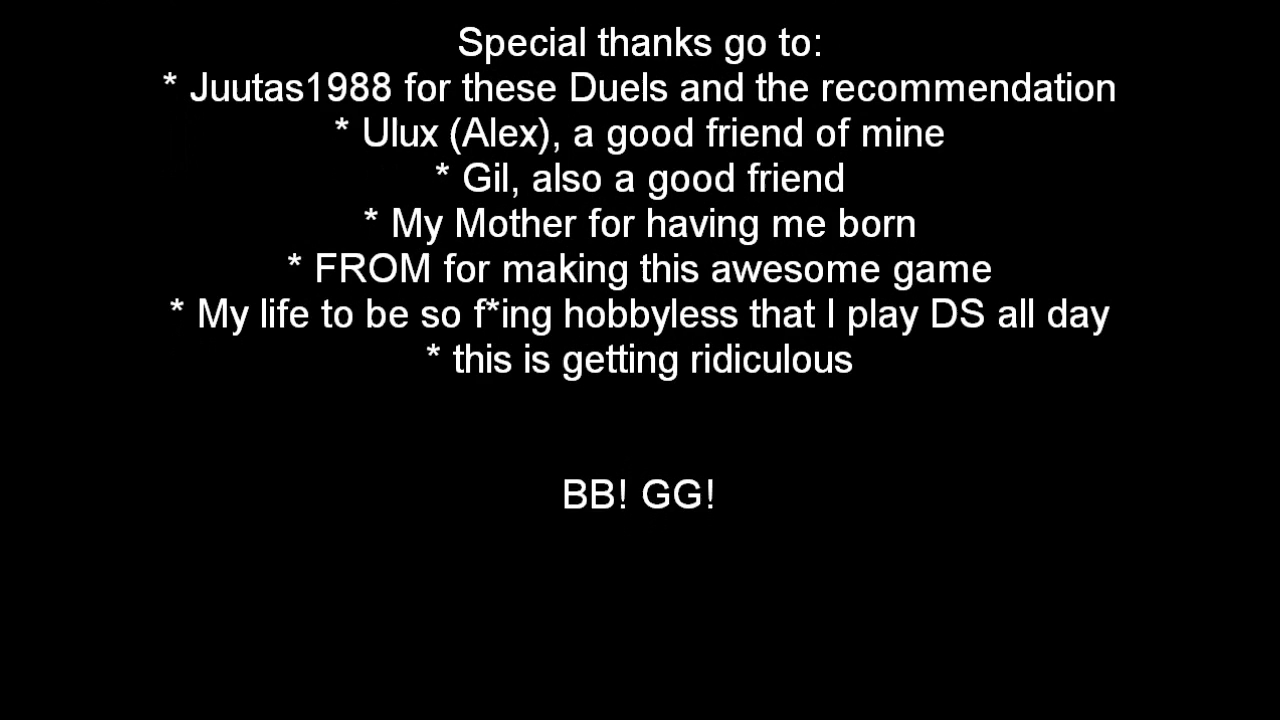 Special thanks go to:
* Juutas1988 for these Duels and the recommendation
* Ulux (Alex), a good friend of mine
* Gil, also a good friend
* My Mother for having me born
* FROM for making this awesome game
* My life to be so f*ing hobbyless that I play DS all day
* this is getting ridiculous
BB! GG!